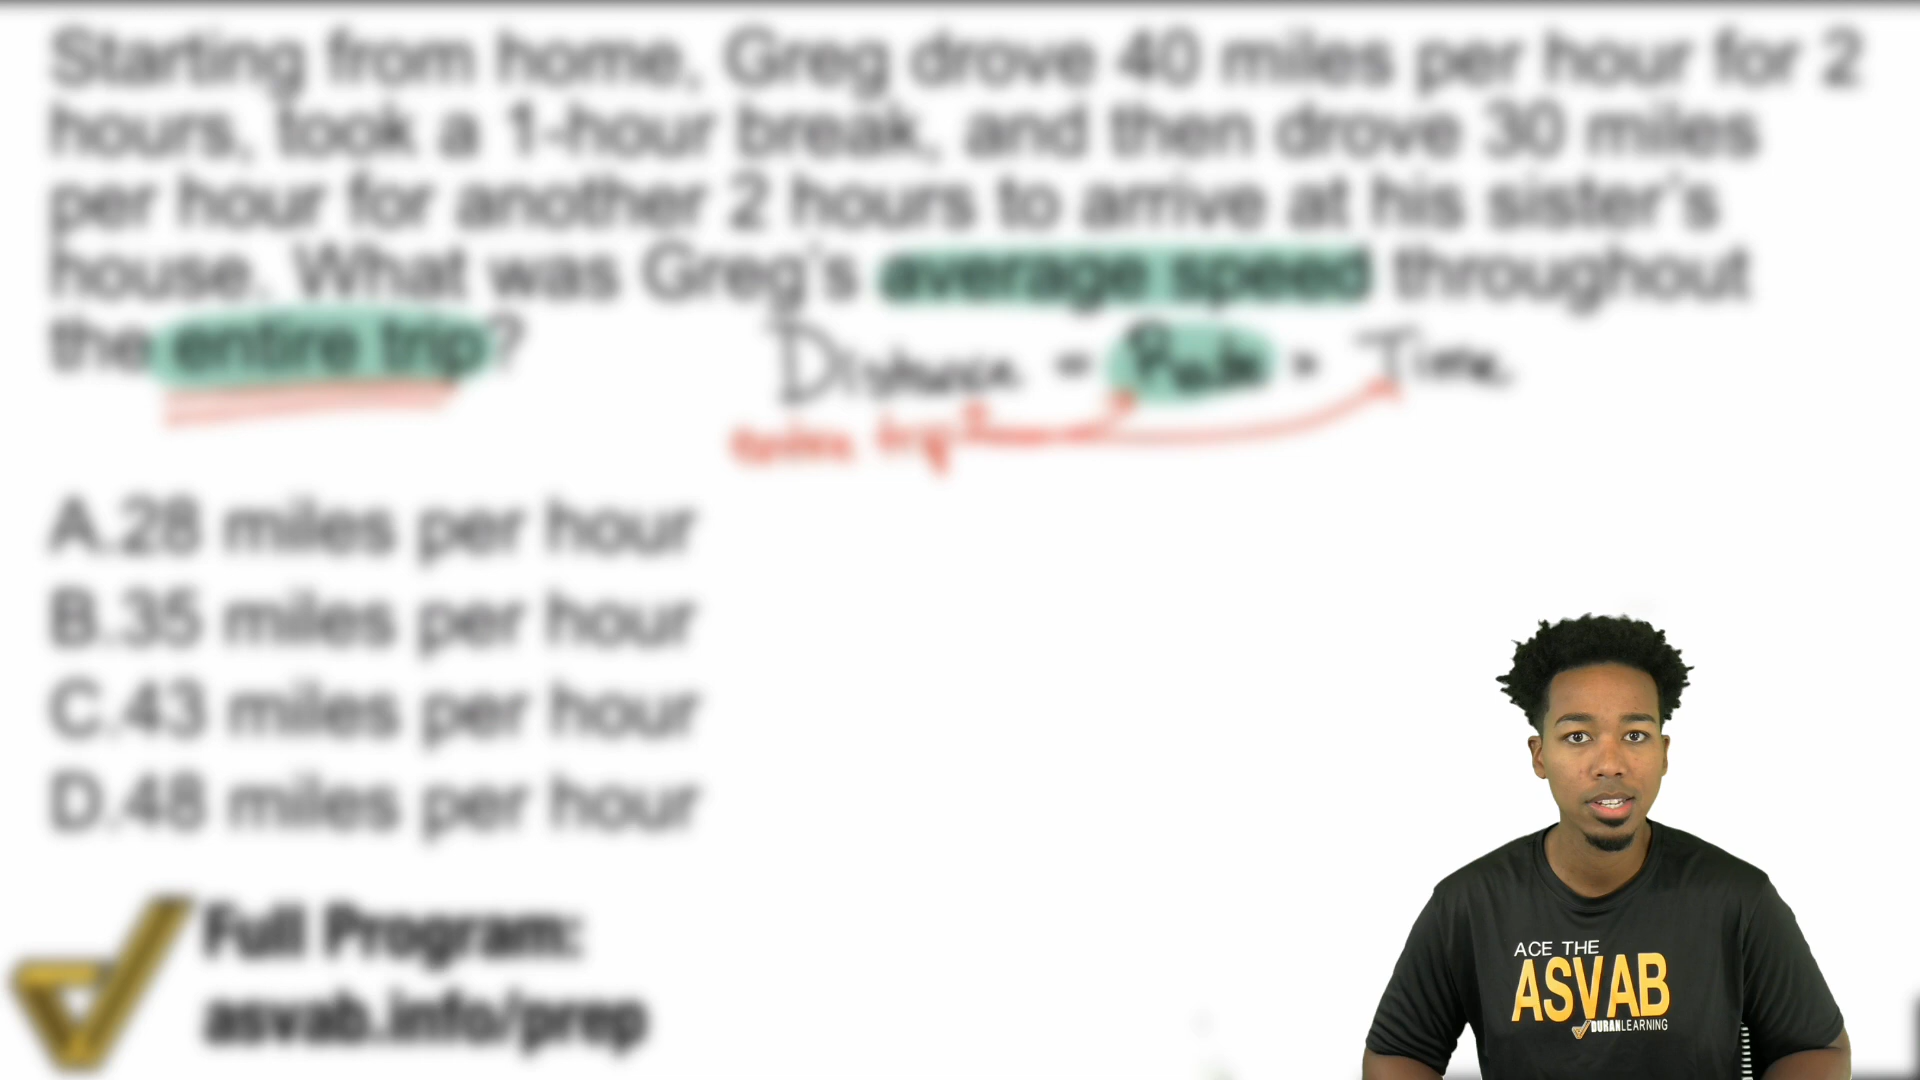 Starting from home, Greg drove 40 miles per hour for 2
hours, took a 1-hour break, and then drove 30 miles
per hour for another 2 hours to arrive at his sister's
house. What was Greg's average speed throughout
the entire trip?
Distance = Rate • Time
entire trip
A.28 miles per hour
B.35 miles per hour
C.43 miles per hour
D.48 miles per hour
Full Program:
asvab.info/prep
ACE THE
ASVAB
DURANLEARNING